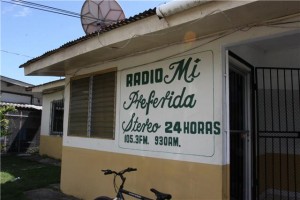 RADIO Mi
Preferida
Stereo 24 HORAS
105.3FM. 930AM.